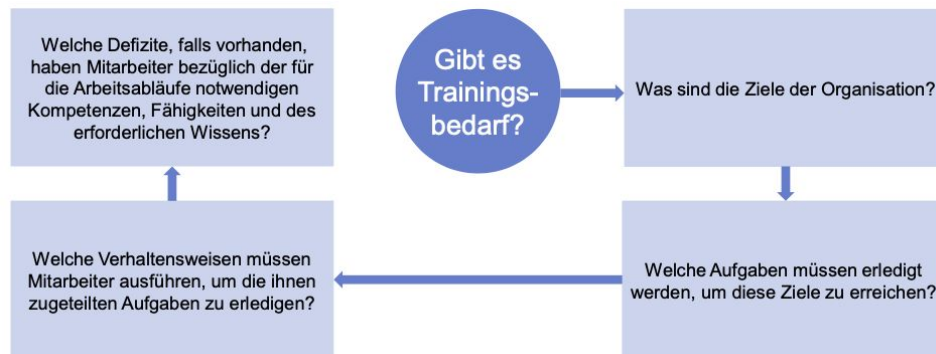 Gibt es
Trainings-
bedarf?
Was sind die Ziele der Organisation?
Welche Aufgaben müssen erledigt
werden, um diese Ziele zu erreichen?
Welche Verhaltensweisen müssen
Mitarbeiter ausführen, um die ihnen
zugeteilten Aufgaben zu erledigen?
Welche Defizite, falls vorhanden,
haben Mitarbeiter bezüglich der für
die Arbeitsabläufe notwendigen
Kompetenzen, Fähigkeiten und des
erforderlichen Wissens?